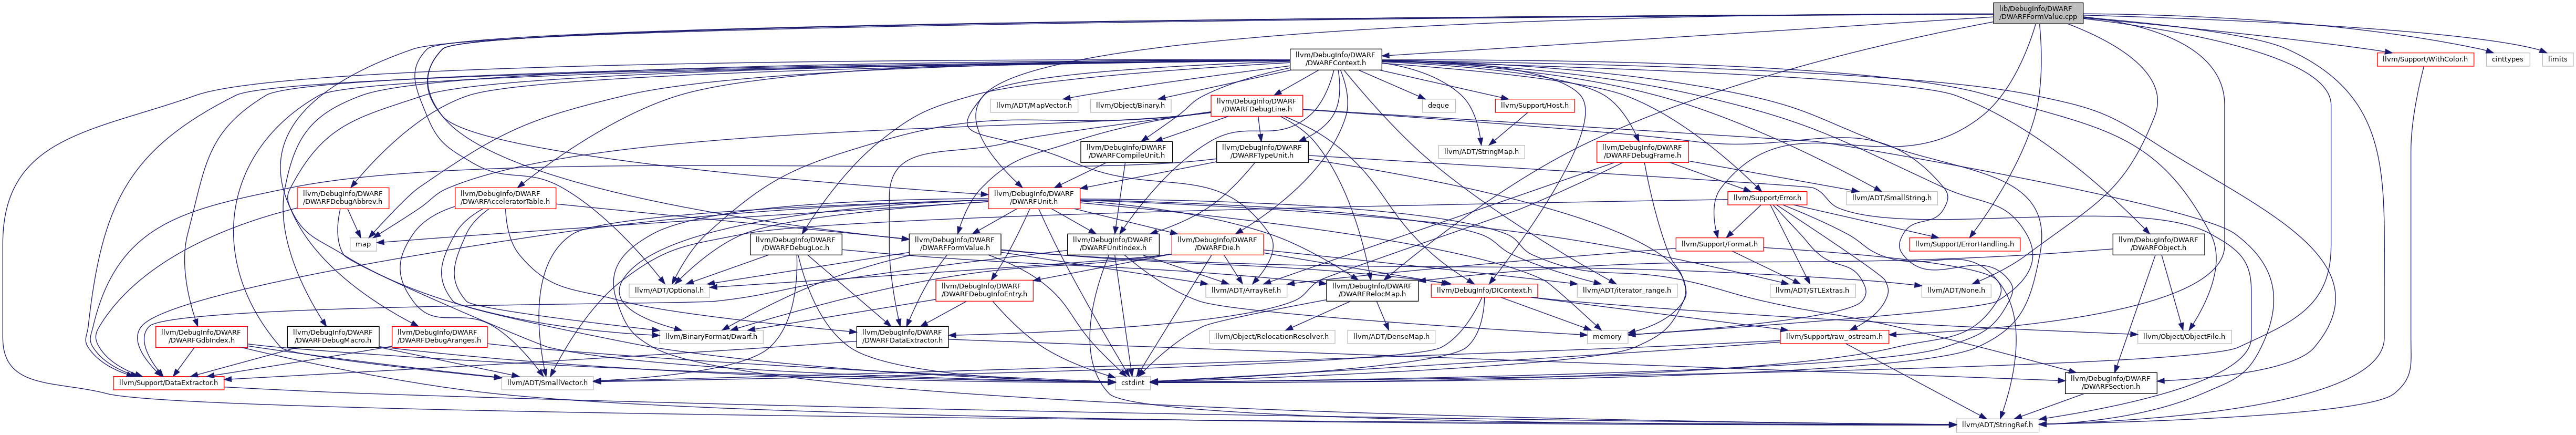 lib/DebugInfo/DWARF
/DWARFFormValue.cpp
llvm/DebugInfo/DWARF
/DWARFContext.h
llvm/Support/WithColor.h
cinttypes
limits
llvm/ADT/MapVector.h
llvm/Object/Binary.h
llvm/DebugInfo/DWARF
/DWARFDebugLine.h
deque
llvm/Support/Host.h
llvm/DebugInfo/DWARF
/DWARFCompileUnit.h
llvm/DebugInfo/DWARF
/DWARFTypeUnit.h
llvm/ADT/StringMap.h
llvm/DebugInfo/DWARF
/DWARFDebugFrame.h
llvm/DebugInfo/DWARF
/DWARFDebugAbbrev.h
llvm/DebugInfo/DWARF
/DWARFAcceleratorTable.h
llvm/DebugInfo/DWARF
/DWARFUnit.h
llvm/Support/Error.h
llvm/ADT/SmallString.h
map
llvm/DebugInfo/DWARF
/DWARFDebugLoc.h
llvm/DebugInfo/DWARF
/DWARFFormValue.h
llvm/DebugInfo/DWARF
/DWARFUnitIndex.h
llvm/DebugInfo/DWARF
/DWARFDie.h
llvm/Support/Format.h
llvm/Support/ErrorHandling.h
llvm/DebugInfo/DWARF
/DWARFObject.h
llvm/ADT/Optional.h
llvm/DebugInfo/DWARF
/DWARFDebugInfoEntry.h
llvm/ADT/ArrayRef.h
llvm/DebugInfo/DWARF
/DWARFRelocMap.h
llvm/DebugInfo/DIContext.h
llvm/ADT/iterator_range.h
llvm/ADT/STLExtras.h
llvm/ADT/None.h
llvm/DebugInfo/DWARF
/DWARFGdbIndex.h
llvm/DebugInfo/DWARF
/DWARFDebugMacro.h
llvm/DebugInfo/DWARF
/DWARFDebugAranges.h
llvm/BinaryFormat/Dwarf.h
llvm/DebugInfo/DWARF
/DWARFDataExtractor.h
llvm/Object/RelocationResolver.h
llvm/ADT/DenseMap.h
memory
llvm/Support/raw_ostream.h
llvm/Object/ObjectFile.h
llvm/Support/DataExtractor.h
llvm/ADT/SmallVector.h
cstdint
llvm/DebugInfo/DWARF
/DWARFSection.h
llvm/ADT/StringRef.h